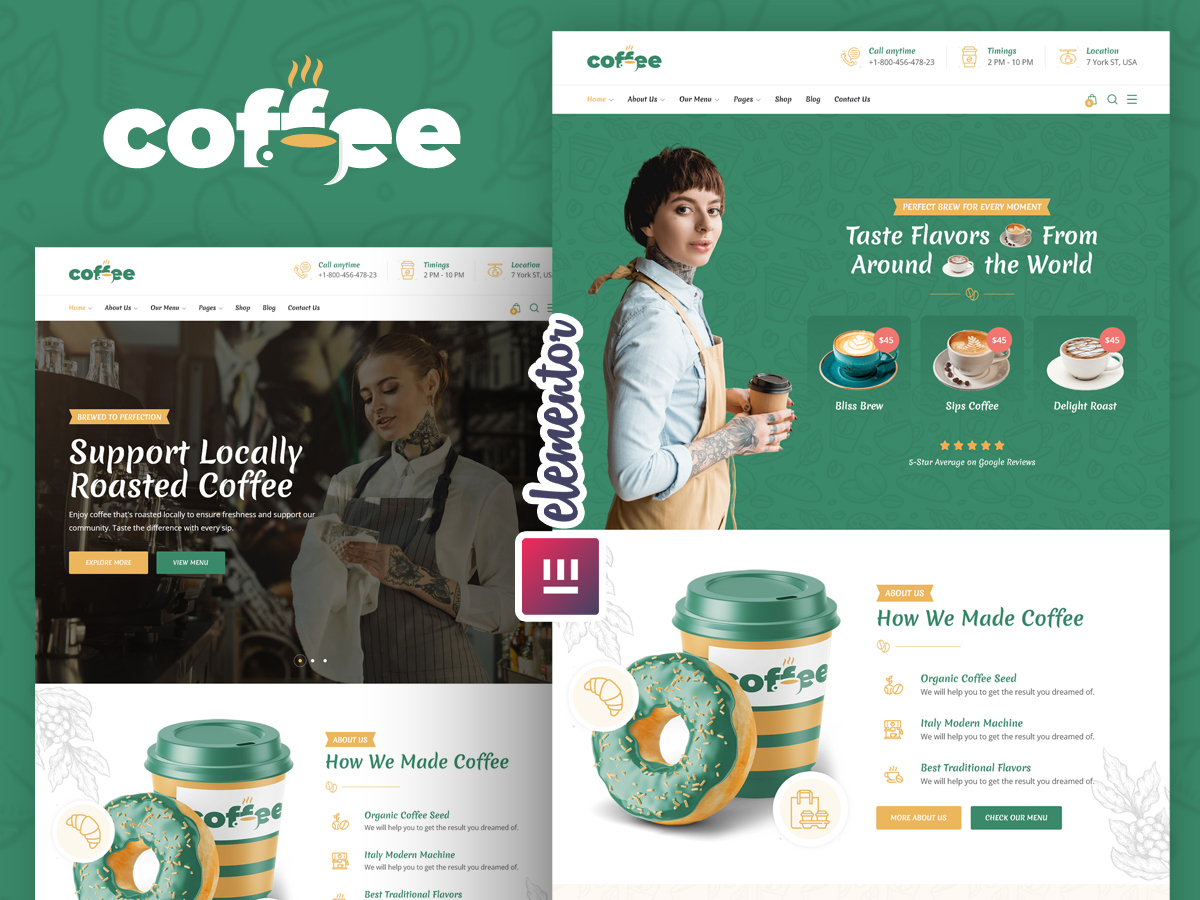 coffee
coffee
Call anytime
+1-800-456-478-23
Timings
2 PM - 10 PM
Location
7 York ST, US
Home
About Us
Our Menu
Pages
Shop
Blog
Contact Us
BREWED TO PERFECTION
Support Locally
Roasted Coffee
Enjoy coffee that's roasted locally to ensure freshness and support our
community. Taste the difference with every sip.
EXPLORE MORE
VIEW MENU
ABOUT US
How We Made Coffee
coffee
Organic Coffee Seed
We will help you to get the result you dreamed of.
Italy Modern Machine
We will help you to get the result you dreamed of.
Best Traditional Flavors
elementor
coffee
Call anytime
+1-800-456-478-23
Timings
2 PM - 10 PM
Location
7 York ST, USA
Home
About Us
Our Menu
Pages
Shop
Blog
Contact Us
PERFECT BREW FOR EVERY MOMENT
Taste Flavors From
Around the World
$45
$45
$45
Bliss Brew
Sips Coffee
Delight Roast
5-Star Average on Google Reviews
ABOUT US
How We Made Coffee
coffee
Organic Coffee Seed
We will help you to get the result you dreamed of.
Italy Modern Machine
We will help you to get the result you dreamed of.
Best Traditional Flavors
We will help you to get the result you dreamed of.
MORE ABOUT US
CHECK OUR MENU